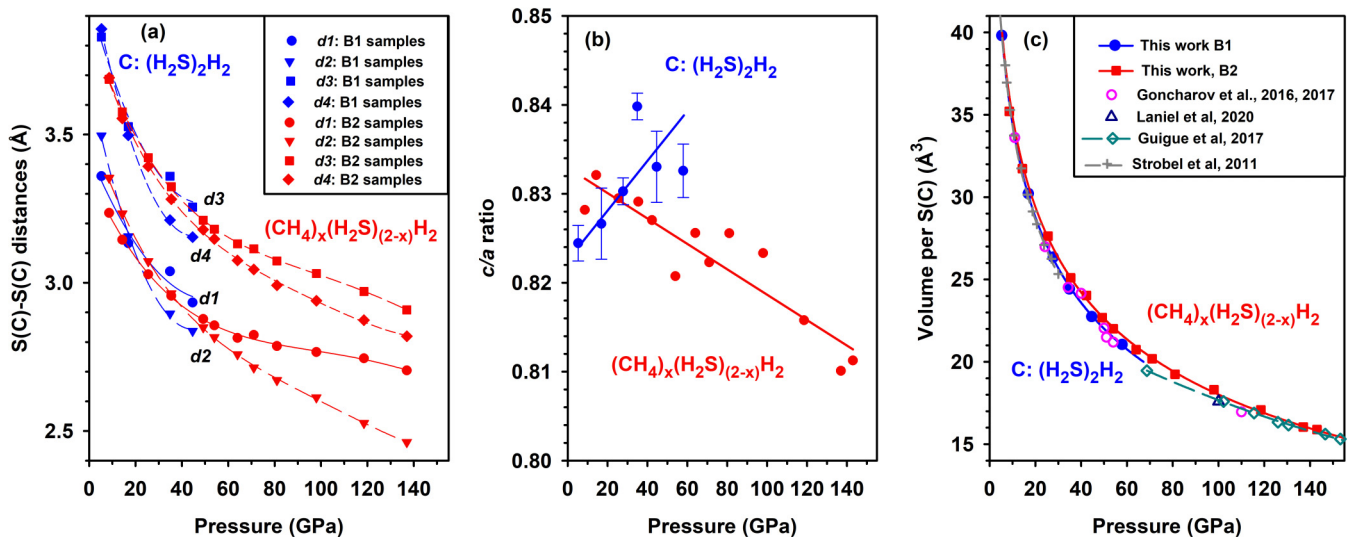 (a)
C: (H₂S)₂H₂
d1: B1 samples
d2: B1 samples
d3: B1 samples
d4: B1 samples
d1: B2 samples
d2: B2 samples
d3: B2 samples
d4: B2 samples
d3
(CH₄)ₓ(H₂S)₍₂₋ₓ₎H₂
d4
d1
d2
S(C)-S(C) distances (Å)
3.5
3.0
2.5
0 20 40 60 80 100 120 140
Pressure (GPa)
(b)
C: (H₂S)₂H₂
(CH₄)ₓ(H₂S)₍₂₋ₓ₎H₂
c/a ratio
0.85
0.84
0.83
0.82
0.81
0.80
0 20 40 60 80 100 120 140
Pressure (GPa)
(c)
This work B1
This work, B2
Goncharov et al., 2016, 2017
Laniel et al, 2020
Guigue et al, 2017
Strobel et al, 2011
(CH₄)ₓ(H₂S)₍₂₋ₓ₎H₂
C: (H₂S)₂H₂
Volume per S(C) (Å³)
40
35
30
25
20
15
0 20 40 60 80 100 120 140
Pressure (GPa)